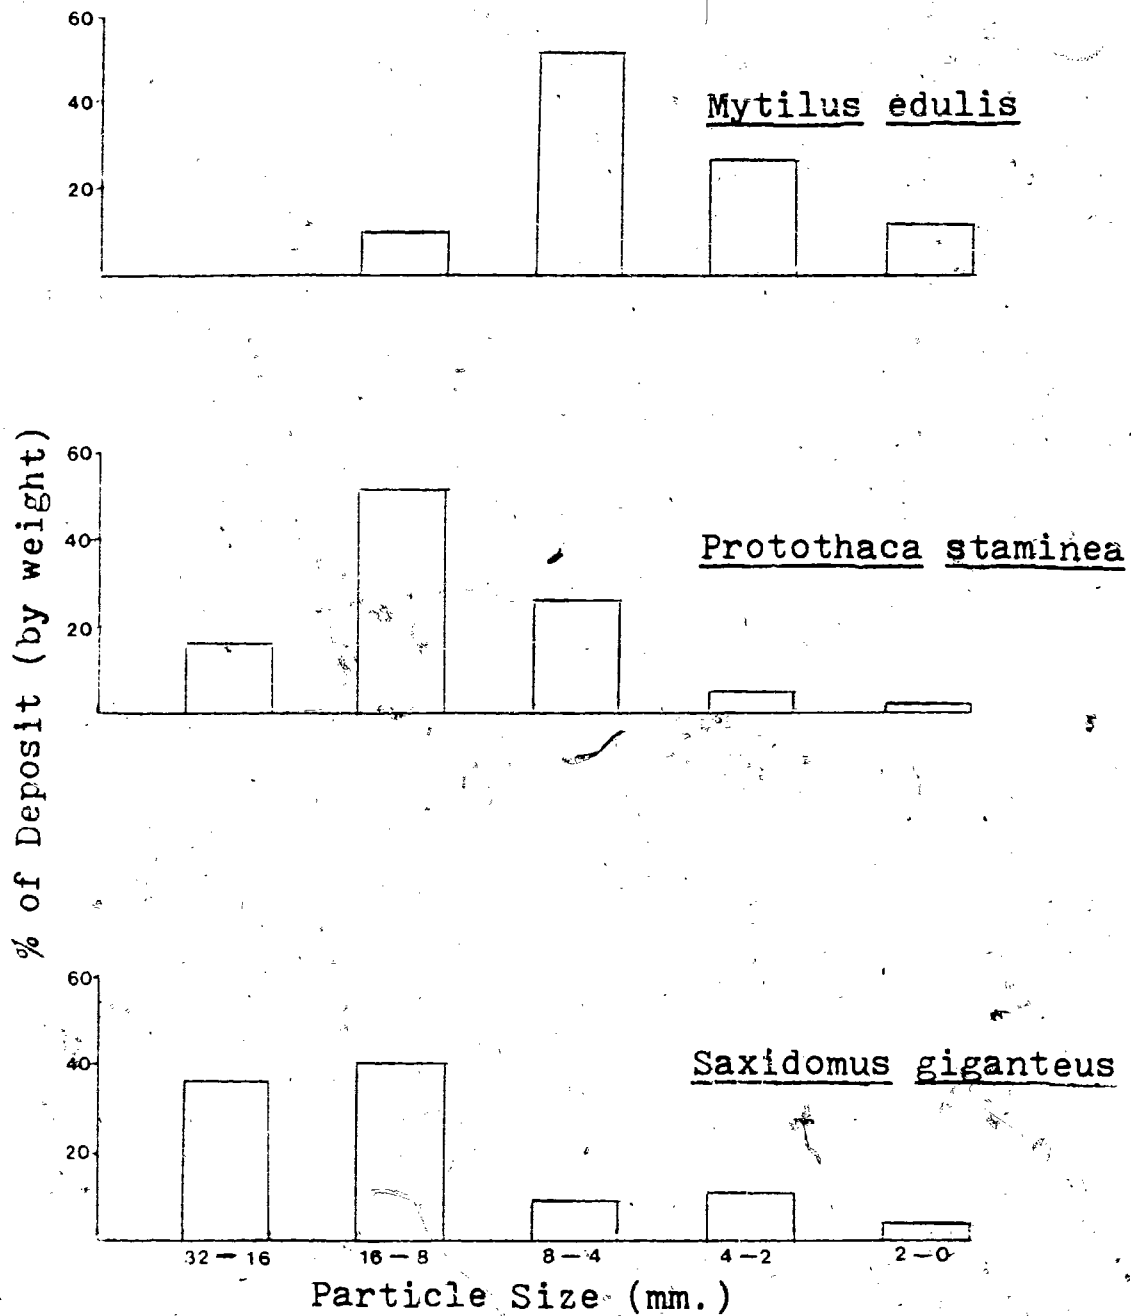 60
40
Mytilus edulis
20
% of Deposit (by weight)
60
40
Protothaca staminea
20
60
40
Saxidomus giganteus
20
32 — 16 16 — 8 8 — 4 4 — 2 2 — 0
Particle Size (mm.)